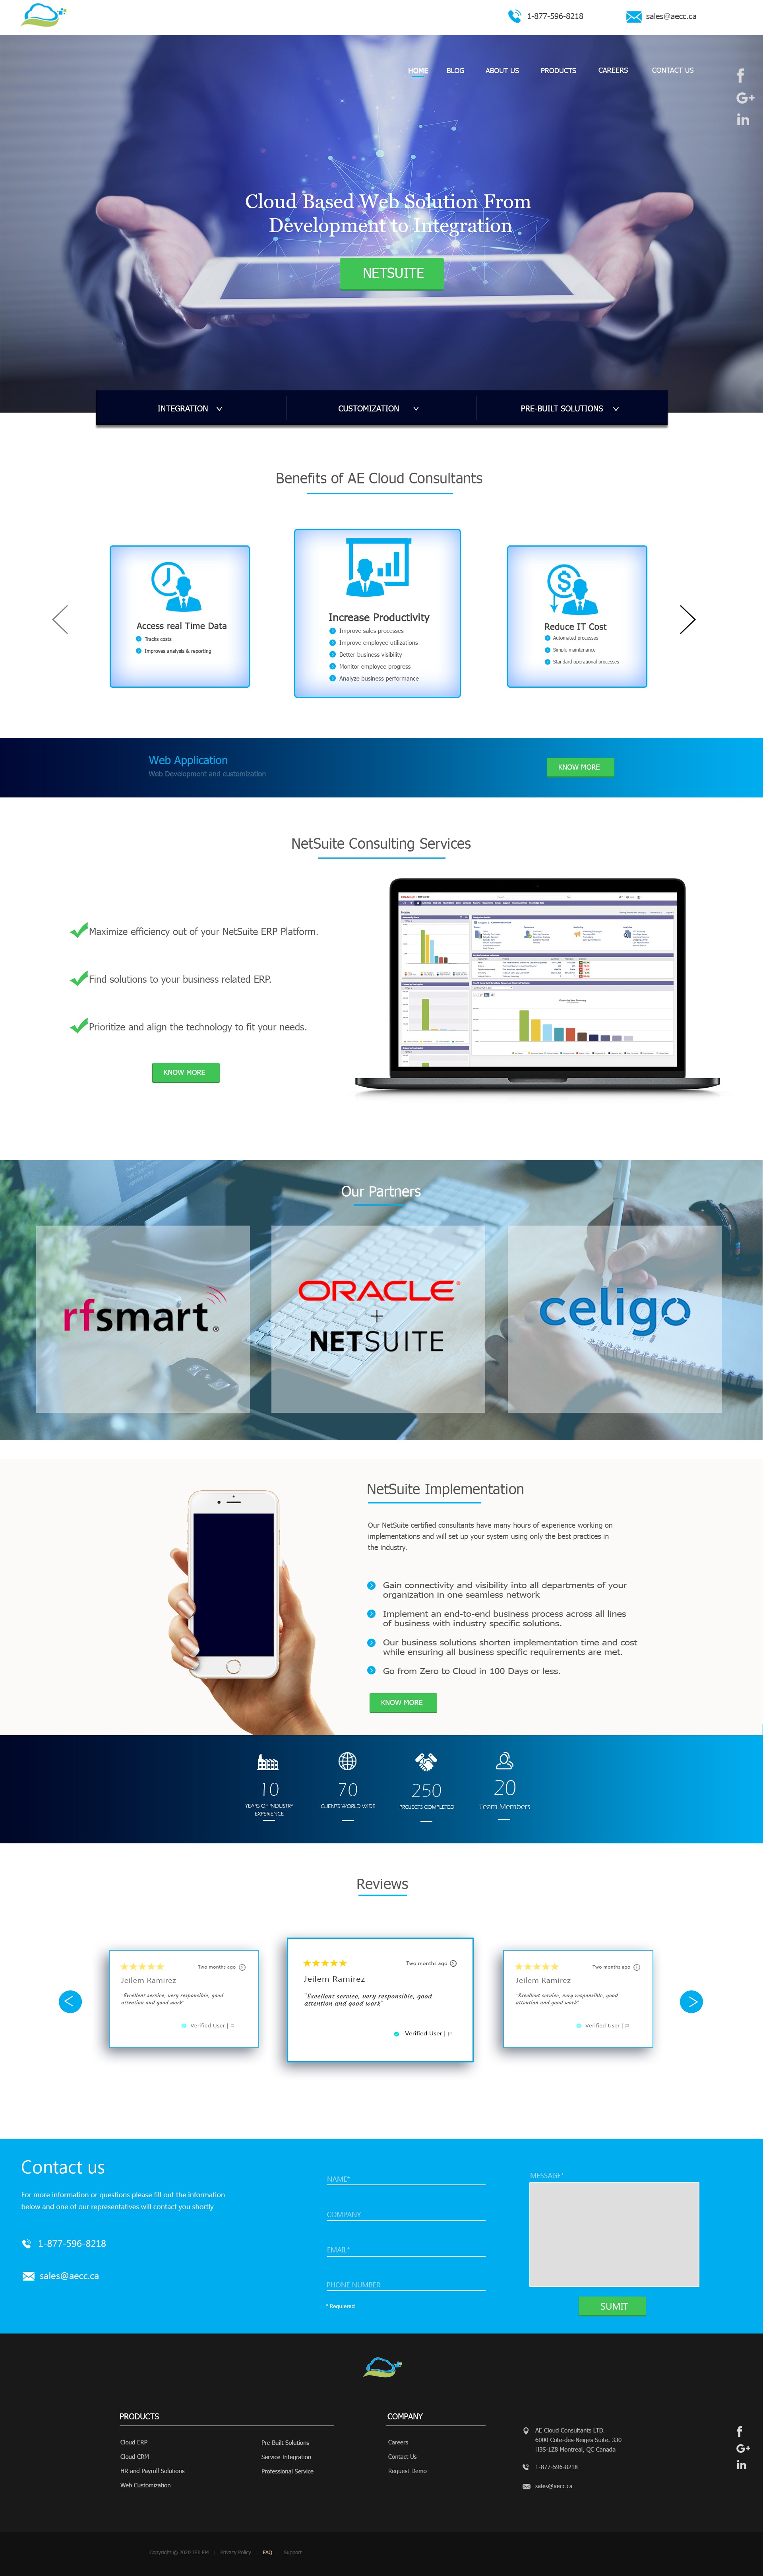 1-877-596-8218
sales@aecc.ca
HOME
BLOG
ABOUT US
PRODUCTS
CAREERS
CONTACT US
Cloud Based Web Solution From
Development to Integration
NETSUITE
INTEGRATION
CUSTOMIZATION
PRE-BUILT SOLUTIONS
Benefits of AE Cloud Consultants
Access real Time Data
Tracks costs
Improves analysts & reporting
Increase Productivity
Improve sales processes
Improve employee utilizations
Better business visibility
Monitor employee progress
Analyze business performance
Reduce IT Cost
Automated processes
Simple maintenance
Standard operational processes
Web Application
Web Development and customization
KNOW MORE
NetSuite Consulting Services
Maximize efficiency out of your NetSuite ERP Platform.
Find solutions to your business related ERP.
Prioritize and align the technology to fit your needs.
KNOW MORE
Our Partners
rfsmart®
ORACLE®
+
NETSUITE
celigo
NetSuite Implementation
Our NetSuite certified consultants have many hours of experience working on
implementations and will set up your system using only the best practices in
the industry.
Gain connectivity and visibility into all departments of your
organization in one seamless network
Implement an end-to-end business process across all lines
of business with industry specific solutions.
Our business solutions shorten implementation time and cost
while ensuring all business specific requirements are met.
Go from Zero to Cloud in 100 Days or less.
KNOW MORE
10
YEARS OF INDUSTRY
EXPERIENCE
70
CLIENTS WORLD WIDE
250
PROJECTS COMPLETED
20
Team Members
Reviews
Two months ago
Jeilem Ramirez
"Excellent service, very responsible, good
attention and good work"
Verified User |
Two months ago
Jeilem Ramirez
"Excellent service, very responsible, good
attention and good work"
Verified User |
Two months ago
Jeilem Ramirez
"Excellent service, very responsible, good
attention and good work"
Verified User |
Contact us
For more information or questions please fill out the information
below and one of our representatives will contact you shortly
1-877-596-8218
sales@aecc.ca
NAME*
COMPANY
EMAIL*
PHONE NUMBER
* Requiered
MESSAGE*
SUMIT
PRODUCTS
Cloud ERP
Cloud CRM
HR and Payroll Solutions
Web Customization
Pre Built Solutions
Service Integration
Professional Service
COMPANY
Careers
Contact Us
Request Demo
AE Cloud Consultants LTD.
6000 Cote-des-Neiges Suite. 330
H3S-1Z8 Montreal, QC Canada
1-877-596-8218
sales@aecc.ca
Copyright © 2020 JEILEM | Privacy Policy | FAQ | Support